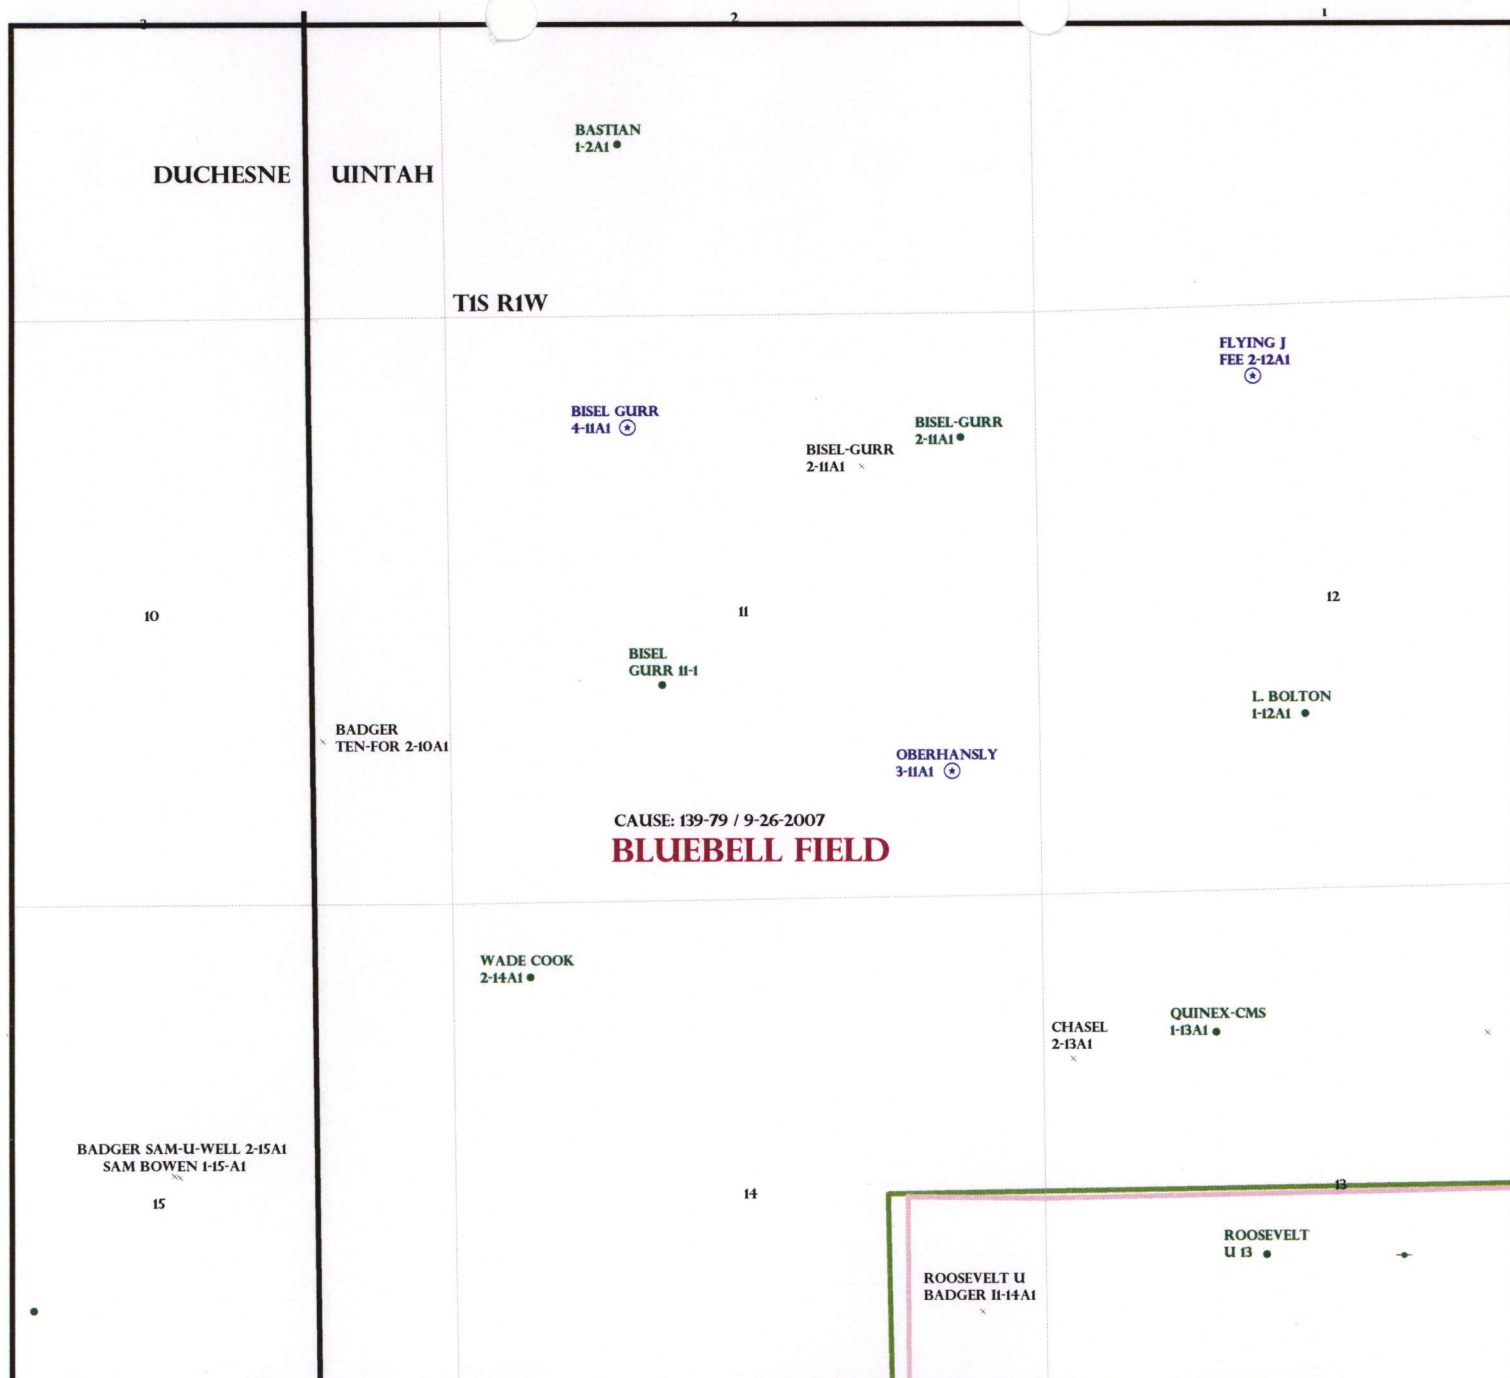 2
1
BASTIAN
1-2A1
DUCHESNE
UINTAH
T1S R1W
FLYING J
FEE 2-12A1
BISEL GURR
4-11A1
BISEL-GURR
2-11A1
BISEL-GURR
2-11A1
10
11
12
BISEL
GURR 11-1
L. BOLTON
1-12A1
BADGER
TEN-FOR 2-10A1
OBERHANSLY
3-11A1
CAUSE: 139-79 / 9-26-2007
BLUEBELL FIELD
WADE COOK
2-14A1
QUINEX-CMS
1-13A1
CHASEL
2-13A1
BADGER SAM-U-WELL 2-15A1
SAM BOWEN 1-15-A1
15
14
13
ROOSEVELT
U 13
ROOSEVELT U
BADGER 11-14A1